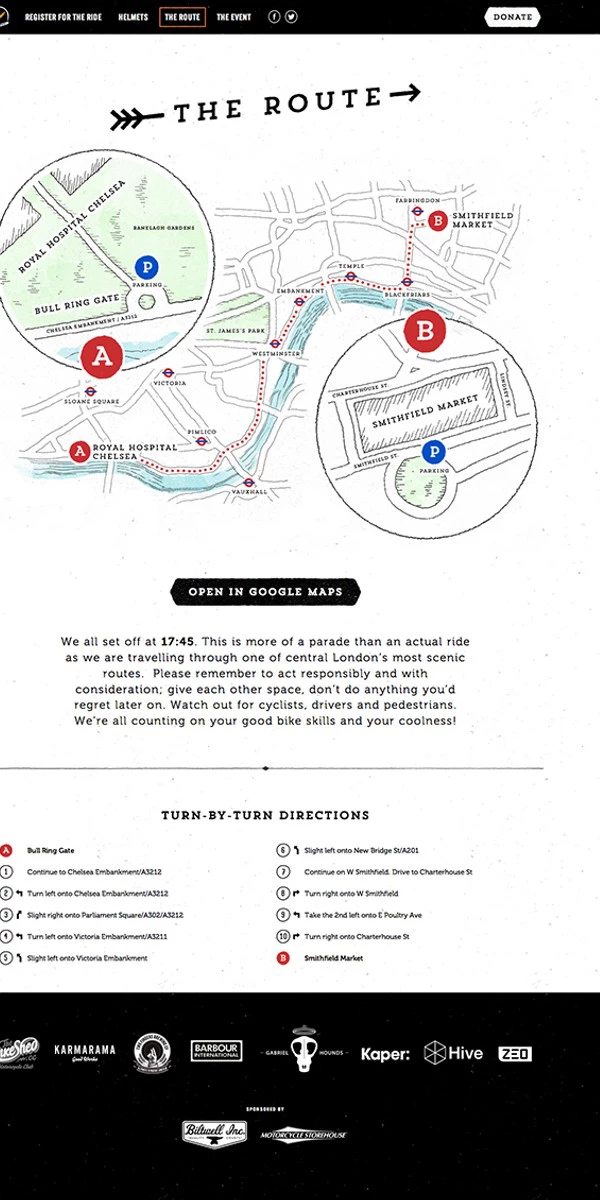 REGISTER FOR THE RIDE
HELMETS
THE ROUTE
THE EVENT
DONATE
THE ROUTE
ROYAL HOSPITAL CHELSEA
RANELAGH GARDENS
P
PARKING
BULL RING GATE
CHELSEA EMBANKMENT / A3212
A
FARRINGDON
B
SMITHFIELD
MARKET
TEMPLE
EMBANKMENT
BLACKFRIARS
ST. JAMES'S PARK
WESTMINSTER
VICTORIA
SLOANE SQUARE
PIMLICO
A
ROYAL HOSPITAL
CHELSEA
VAUXHALL
B
CHARTERHOUSE ST.
LINDSEY ST.
SMITHFIELD MARKET
SMITHFIELD ST.
P
PARKING
OPEN IN GOOGLE MAPS
We all set off at 17:45. This is more of a parade than an actual ride
as we are travelling through one of central London's most scenic
routes. Please remember to act responsibly and with
consideration; give each other space, don't do anything you'd
regret later on. Watch out for cyclists, drivers and pedestrians.
We're all counting on your good bike skills and your coolness!
TURN-BY-TURN DIRECTIONS
A Bull Ring Gate
1 Continue to Chelsea Embankment/A3212
2 Turn left onto Chelsea Embankment/A3212
3 Slight right onto Parliament Square/A302/A3212
4 Turn left onto Victoria Embankment/A3211
5 Slight left onto Victoria Embankment
6 Slight left onto New Bridge St/A201
7 Continue on W Smithfield. Drive to Charterhouse St
8 Turn right onto W Smithfield
9 Take the 2nd left onto E Poultry Ave
10 Turn right onto Charterhouse St
B Smithfield Market
The
Shed
Motorcycle Club
KARMARAMA
Good Works
BARBOUR
INTERNATIONAL
GABRIEL HOUNDS
Kaper:
Hive
ZEO
SPONSORED BY
Biltwell Inc.
MOTORCYCLE STOREHOUSE